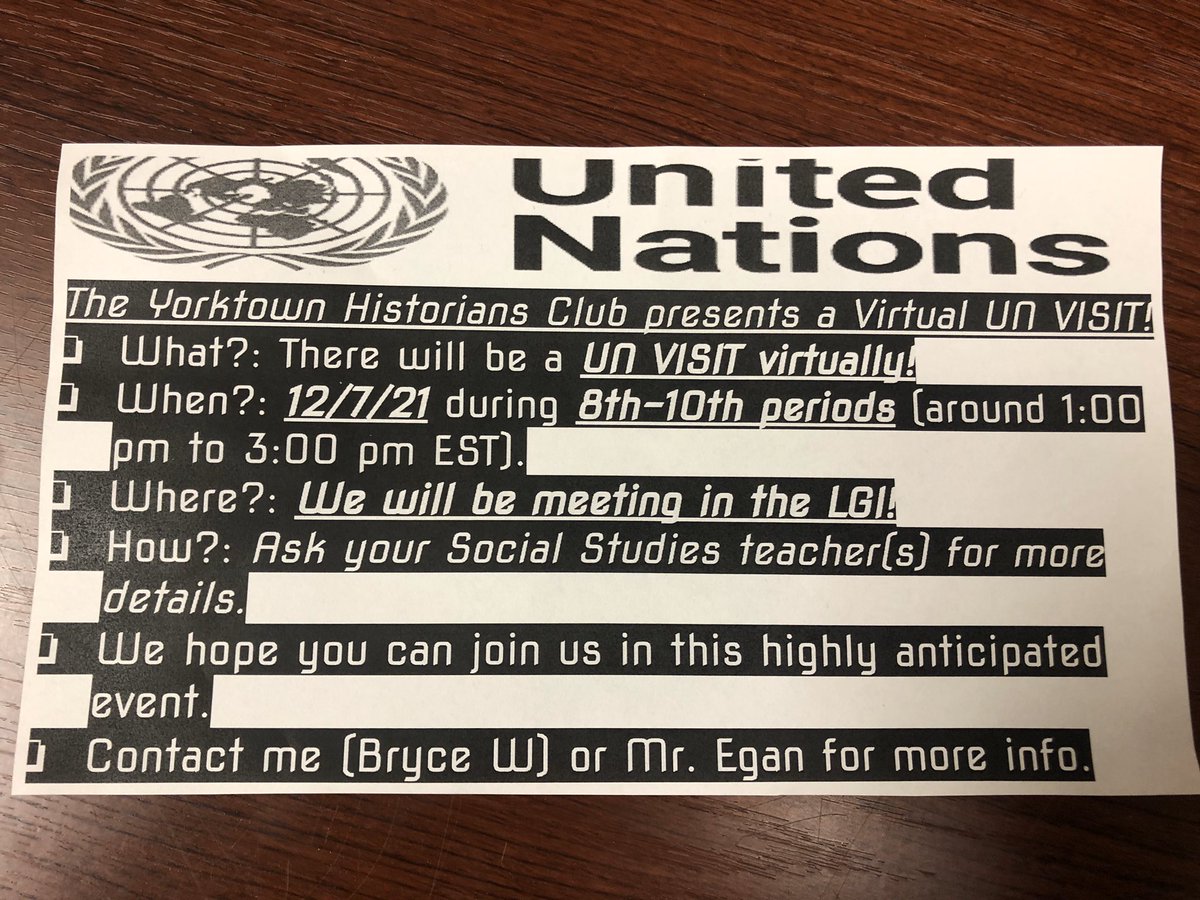 United
Nations
The Yorktown Historians Club presents a Virtual UN VISIT!
What?: There will be a UN VISIT virtually!
When?: 12/7/21 during 8th-10th periods (around 1:00
pm to 3:00 pm EST).
Where?: We will be meeting in the LGI!
How?: Ask your Social Studies teacher(s) for more
details.
We hope you can join us in this highly anticipated
event.
Contact me (Bryce W) or Mr. Egan for more info.